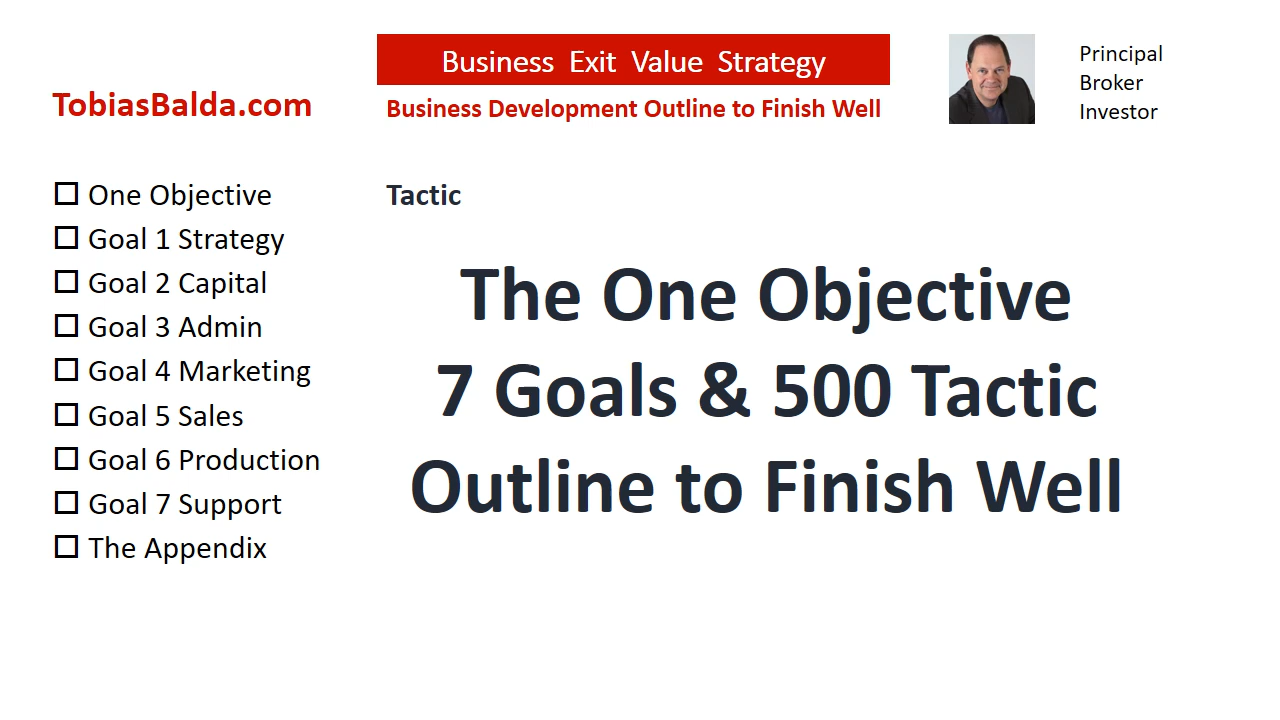 Business Exit Value Strategy
TobiasBalda.com
Business Development Outline to Finish Well
Principal
Broker
Investor
One Objective
Goal 1 Strategy
Goal 2 Capital
Goal 3 Admin
Goal 4 Marketing
Goal 5 Sales
Goal 6 Production
Goal 7 Support
The Appendix
Tactic
The One Objective
7 Goals & 500 Tactic
Outline to Finish Well